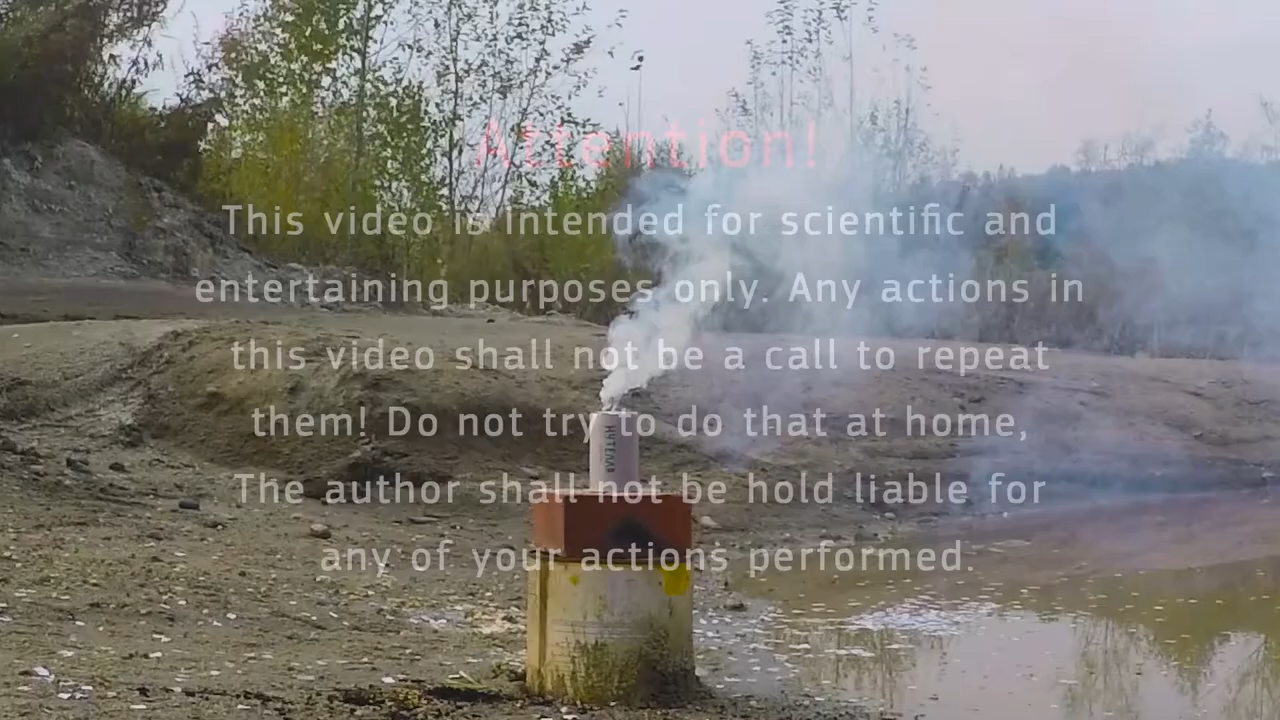 Attention!
This video is intended for scientific and
entertaining purposes only. Any actions in
this video shall not be a call to repeat
them! Do not try to do that at home,
The author shall not be hold liable for
any of your actions performed.